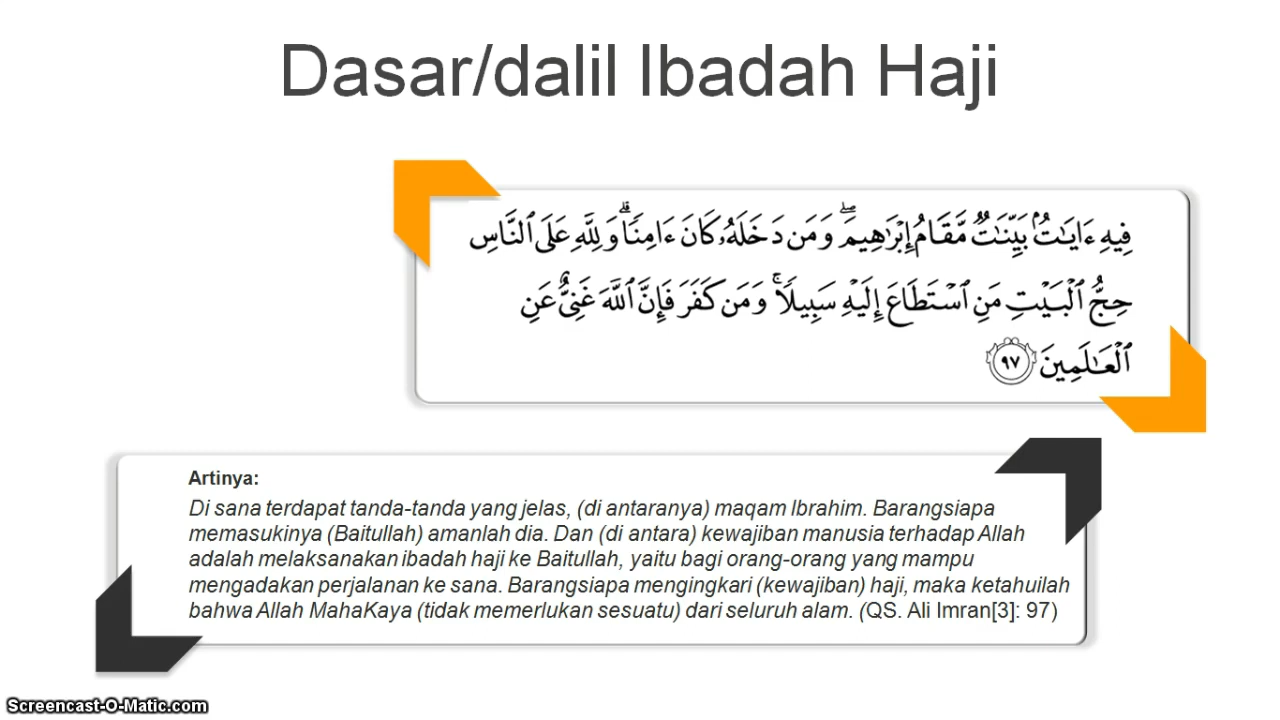 Dasar/dalil Ibadah Haji
فِيهِ ءَايَـٰتٌۢ بَيِّنَـٰتٌ مَّقَامُ إِبْرَٰهِيمَ ۖ وَمَن دَخَلَهُۥ كَانَ ءَامِنًا ۗ وَلِلَّهِ عَلَى ٱلنَّاسِ
حِجُّ ٱلْبَيْتِ مَنِ ٱسْتَطَاعَ إِلَيْهِ سَبِيلًا ۚ وَمَن كَفَرَ فَإِنَّ ٱللَّهَ غَنِىٌّ عَنِ
ٱلْعَـٰلَمِينَ ٩٧
Artinya:
Di sana terdapat tanda-tanda yang jelas, (di antaranya) maqam Ibrahim. Barangsiapa
memasukinya (Baitullah) amanlah dia. Dan (di antara) kewajiban manusia terhadap Allah
adalah melaksanakan ibadah haji ke Baitullah, yaitu bagi orang-orang yang mampu
mengadakan perjalanan ke sana. Barangsiapa mengingkari (kewajiban) haji, maka ketahuilah
bahwa Allah MahaKaya (tidak memerlukan sesuatu) dari seluruh alam. (QS. Ali Imran[3]: 97)
Screencast-O-Matic.com